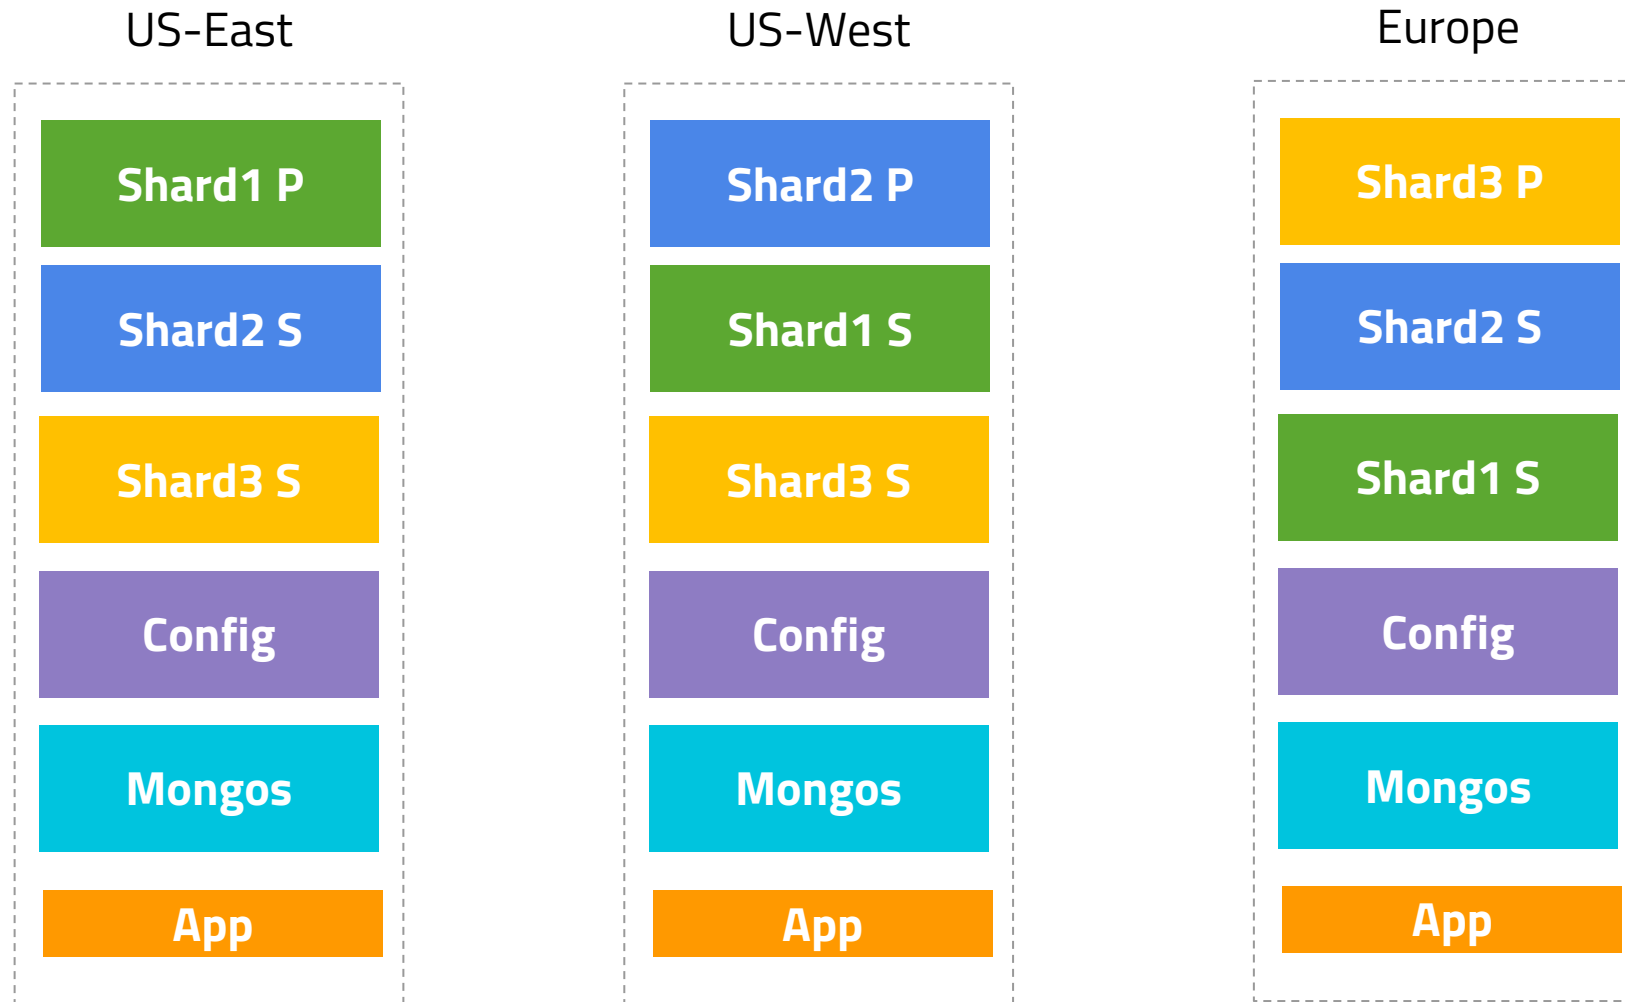 US-East
Shard1 P
Shard2 S
Shard3 S
Config
Mongos
App
US-West
Shard2 P
Shard1 S
Shard3 S
Config
Mongos
App
Europe
Shard3 P
Shard2 S
Shard1 S
Config
Mongos
App